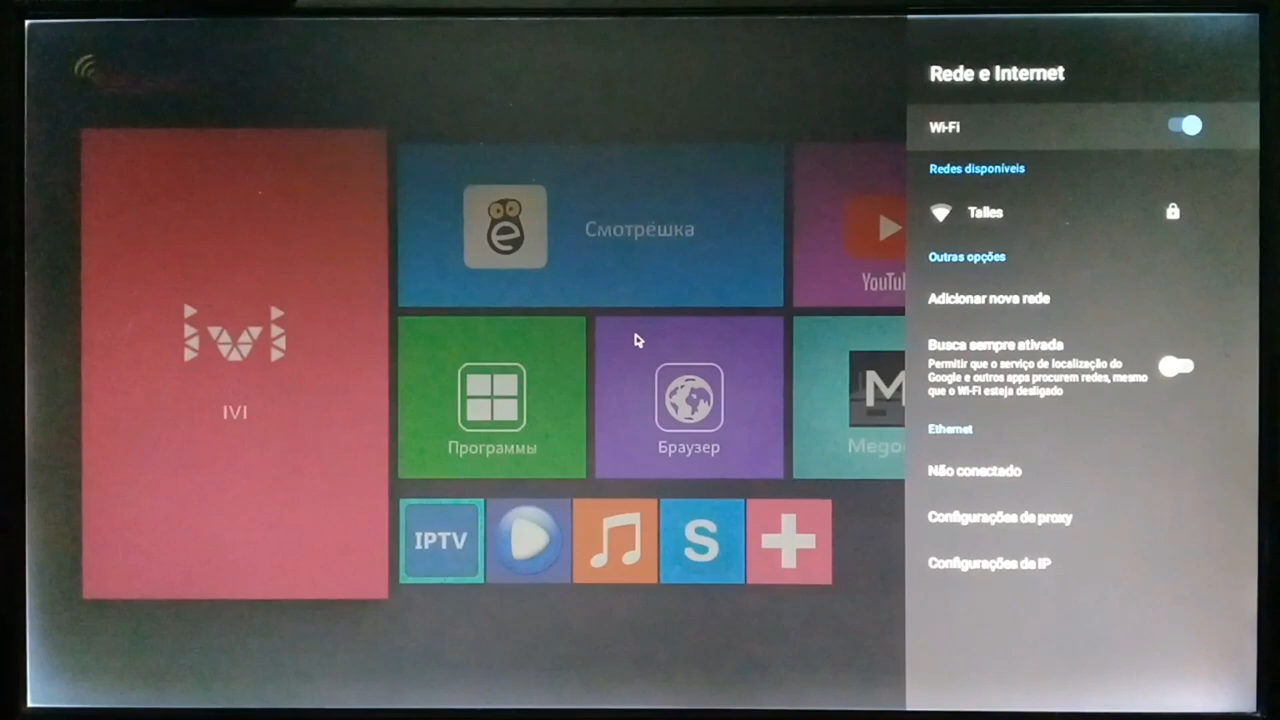 ivi
IVI
Смотрёшка
YouTu
Программы
Браузер
M
Mego
IPTV
S
Rede e Internet
Wi-Fi
Redes disponíveis
Talles
Outras opções
Adicionar nova rede
Busca sempre ativada
Permitir que o serviço de localização do
Google e outros apps procurem redes, mesmo
que o Wi-Fi esteja desligado
Ethernet
Não conectado
Configurações de proxy
Configurações de IP